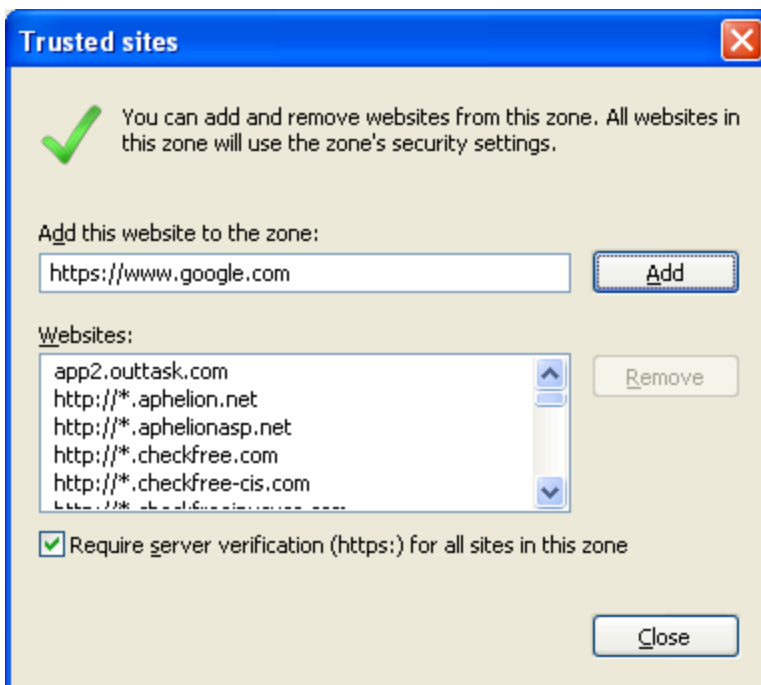 Trusted sites
You can add and remove websites from this zone. All websites in
this zone will use the zone's security settings.
Add this website to the zone:
https://www.google.com
Add
Websites:
app2.outtask.com
http://*.aphelion.net
http://*.aphelionasp.net
http://*.checkfree.com
http://*.checkfree-cis.com
Remove
Require server verification (https:) for all sites in this zone
Close